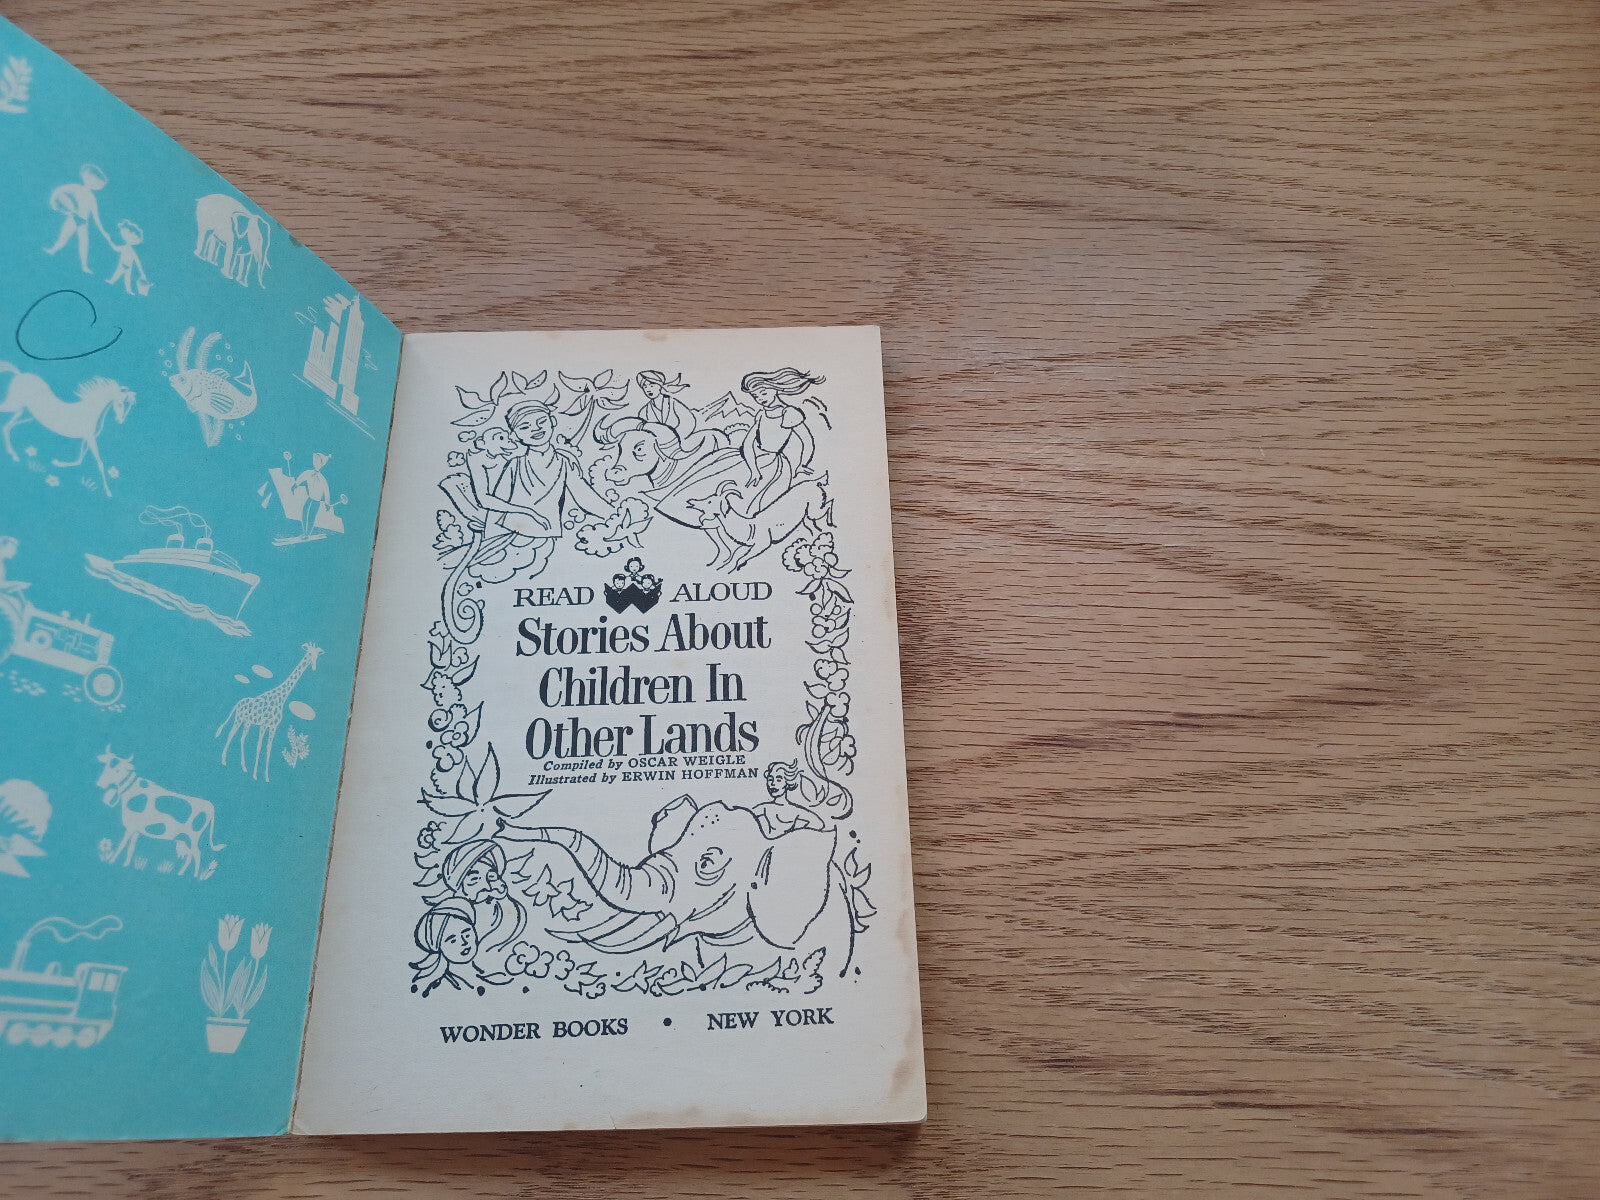 READ ALOUD
Stories About
Children In
Other Lands
Compiled by OSCAR WEIGLE
Illustrated by ERWIN HOFFMAN
WONDER BOOKS • NEW YORK